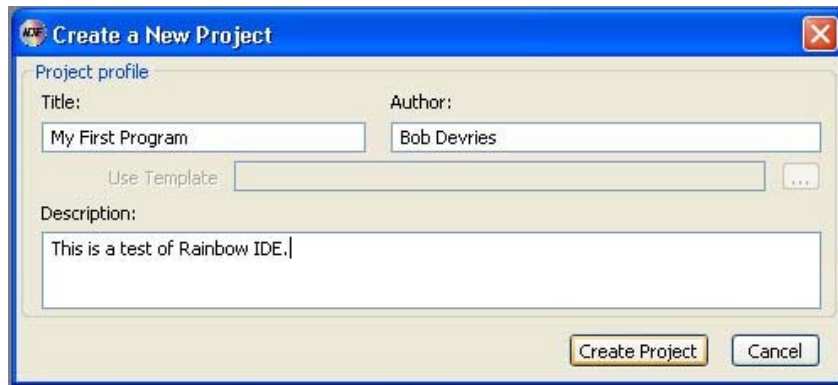 Create a New Project
Project profile
Title: Author:
My First Program Bob Devries
Use Template ...
Description:
This is a test of Rainbow IDE.
Create Project Cancel